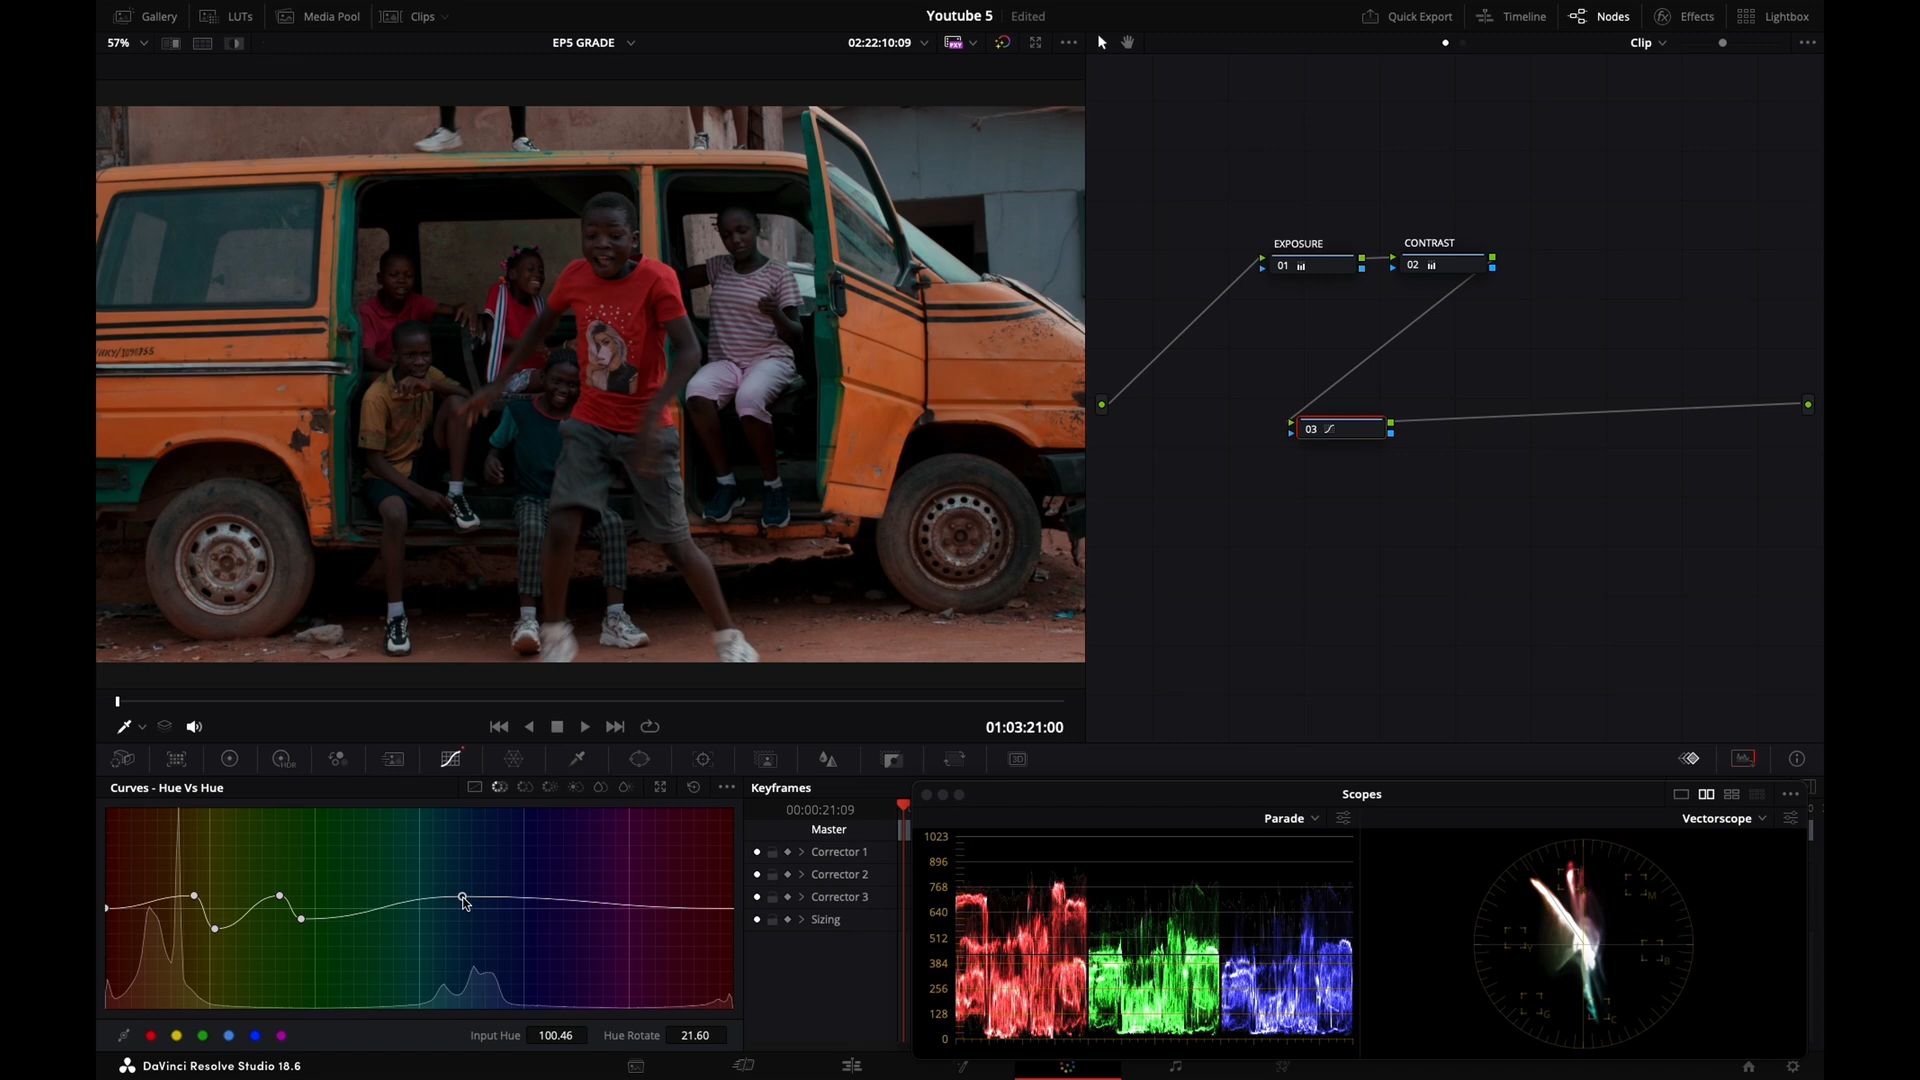 Gallery LUTs Media Pool Clips Youtube 5 Edited Quick Export Timeline Nodes Effects Lightbox
57% EP5 GRADE 02:22:10:09 PXY Clip
EXPOSURE CONTRAST
01 02
03
01:03:21:00
HDR 3D
Curves - Hue Vs Hue Keyframes Scopes
00:00:21:09 Parade Vectorscope
Master
Corrector 1
Corrector 2
Corrector 3
Sizing
1023
896
768
640
512
384
256
128
0
M
B
Y
G
C
Input Hue 100.46 Hue Rotate 21.60
DaVinci Resolve Studio 18.6